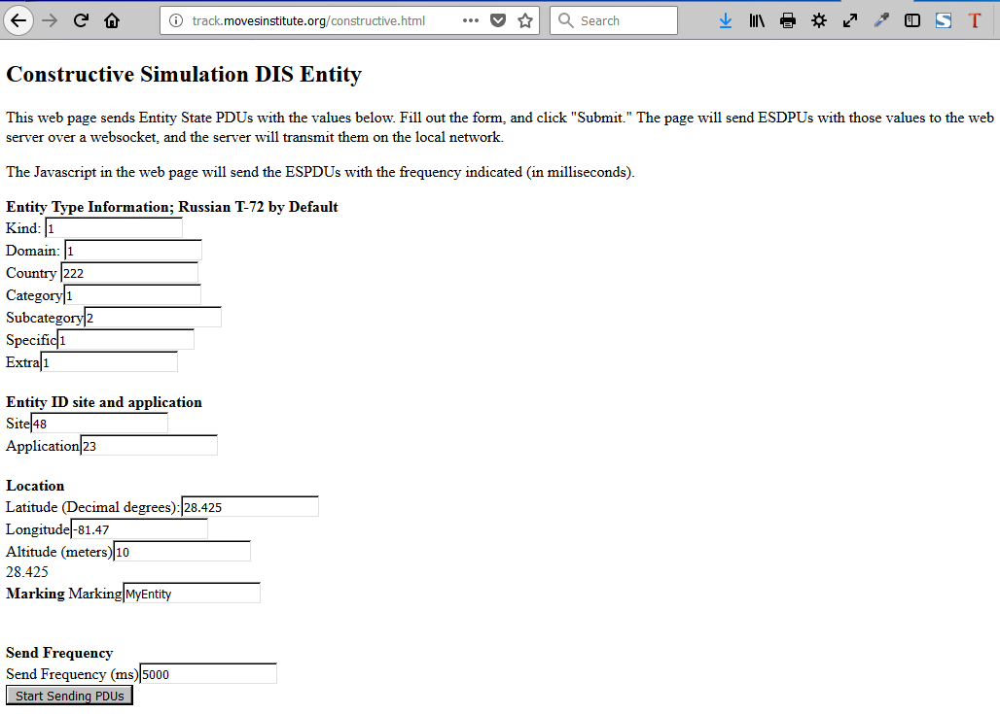 track.movesinstitute.org/constructive.html
Search
Constructive Simulation DIS Entity
This web page sends Entity State PDUs with the values below. Fill out the form, and click "Submit." The page will send ESDPUs with those values to the web
server over a websocket, and the server will transmit them on the local network.
The Javascript in the web page will send the ESPDUs with the frequency indicated (in milliseconds).
Entity Type Information; Russian T-72 by Default
Kind: 1
Domain: 1
Country 222
Category 1
Subcategory 2
Specific 1
Extra 1
Entity ID site and application
Site 48
Application 23
Location
Latitude (Decimal degrees): 28.425
Longitude -81.47
Altitude (meters) 10
28.425
Marking Marking MyEntity
Send Frequency
Send Frequency (ms) 5000
Start Sending PDUs